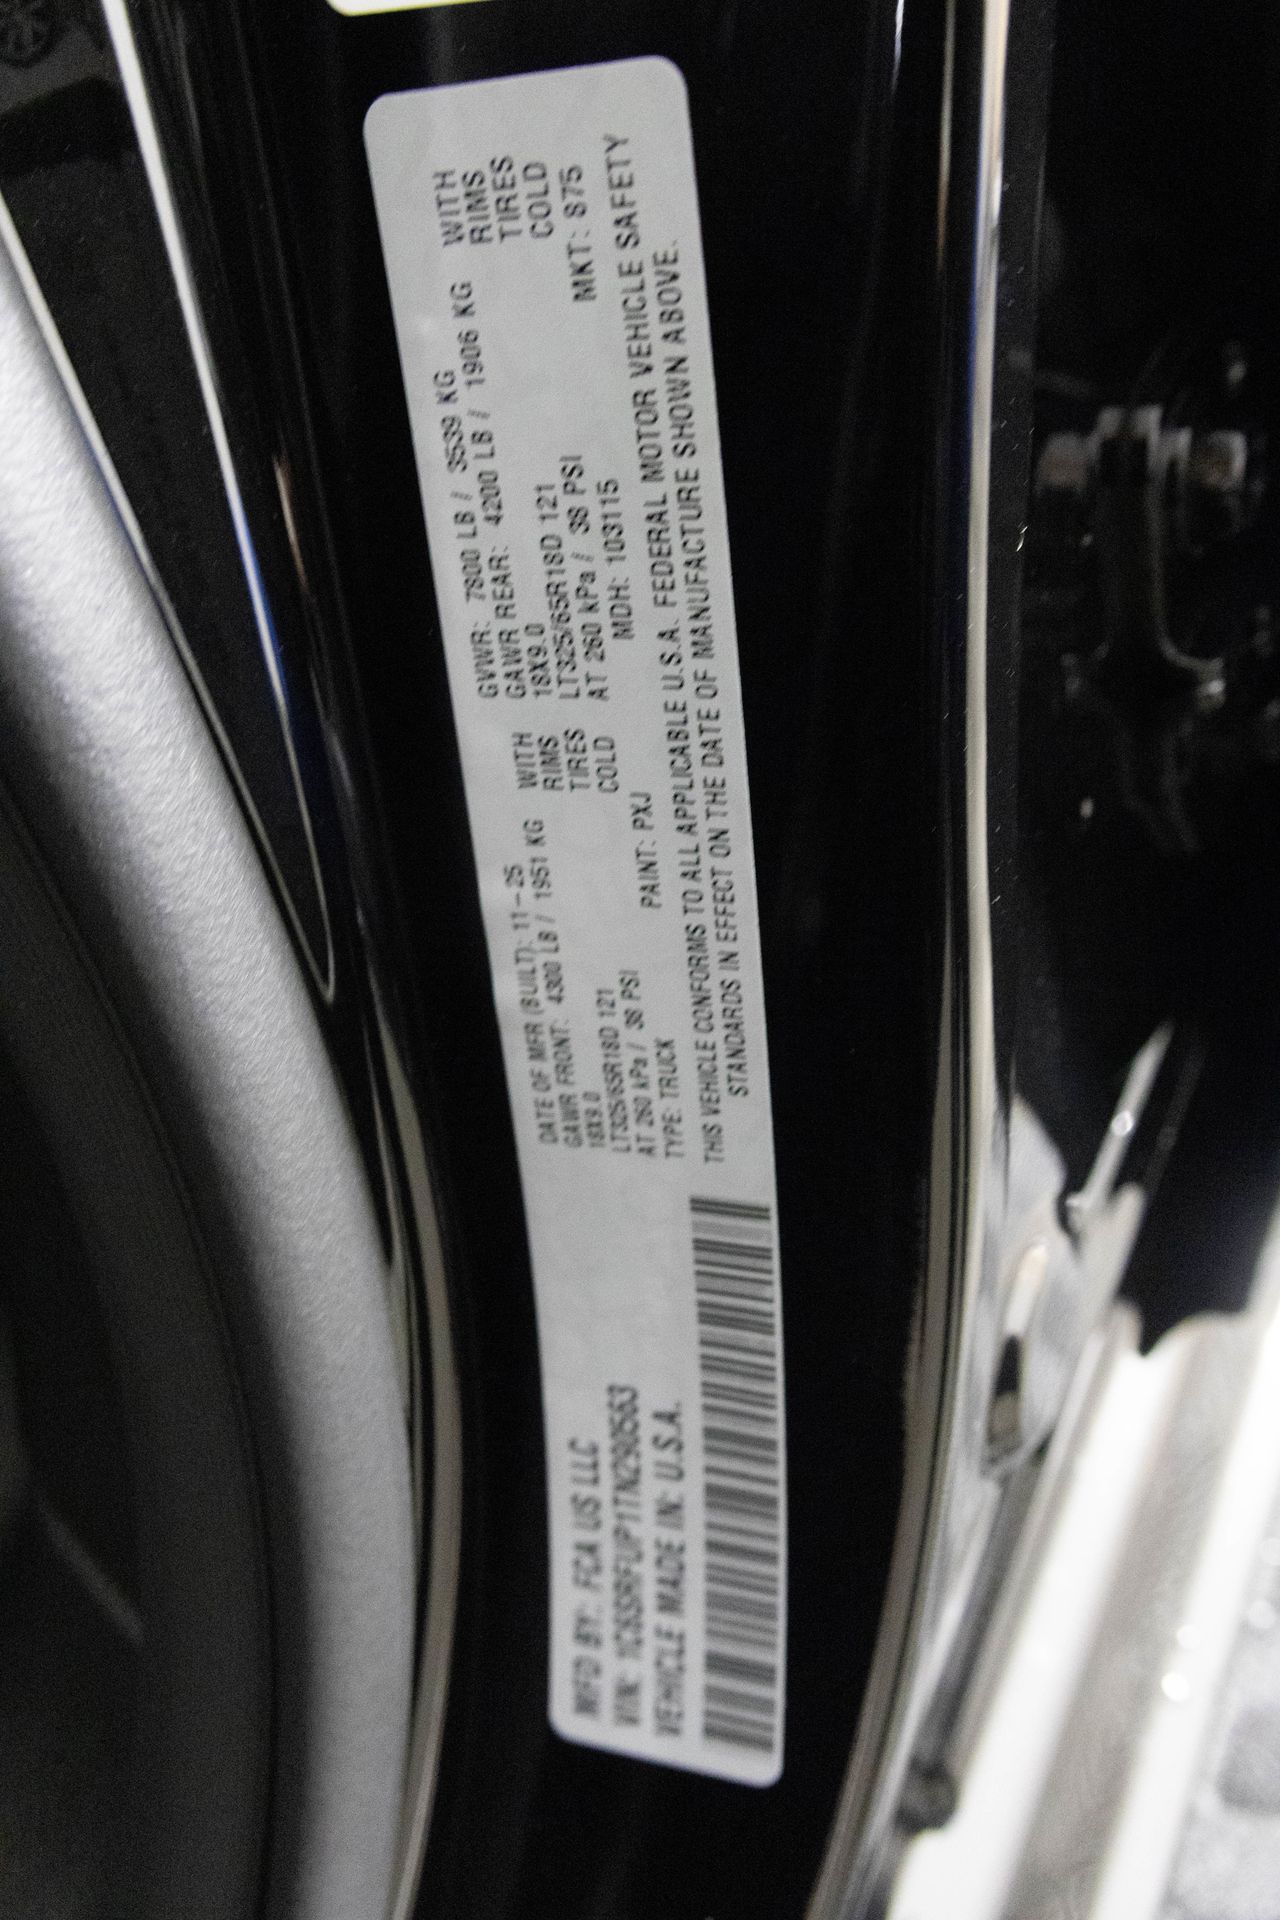 MFD BY: FCA US LLC
VIN: 1C6SRFUP1TN290563
VEHICLE MADE IN: U.S.A.
DATE OF MFR (BUILT): 11-25
GAWR FRONT: 4300 LB / 1951 KG WITH
18X9.0 RIMS
LT325/65R18D 121 TIRES
AT 260 kPa / 38 PSI COLD
TYPE: TRUCK PAINT: PXJ
GVWR: 7800 LB / 3539 KG
GAWR REAR: 4200 LB / 1906 KG WITH
18X9.0 RIMS
LT325/65R18D 121 TIRES
AT 260 kPa / 38 PSI COLD
MDH: 103115 MKT: 875
THIS VEHICLE CONFORMS TO ALL APPLICABLE U.S.A. FEDERAL MOTOR VEHICLE SAFETY
STANDARDS IN EFFECT ON THE DATE OF MANUFACTURE SHOWN ABOVE.